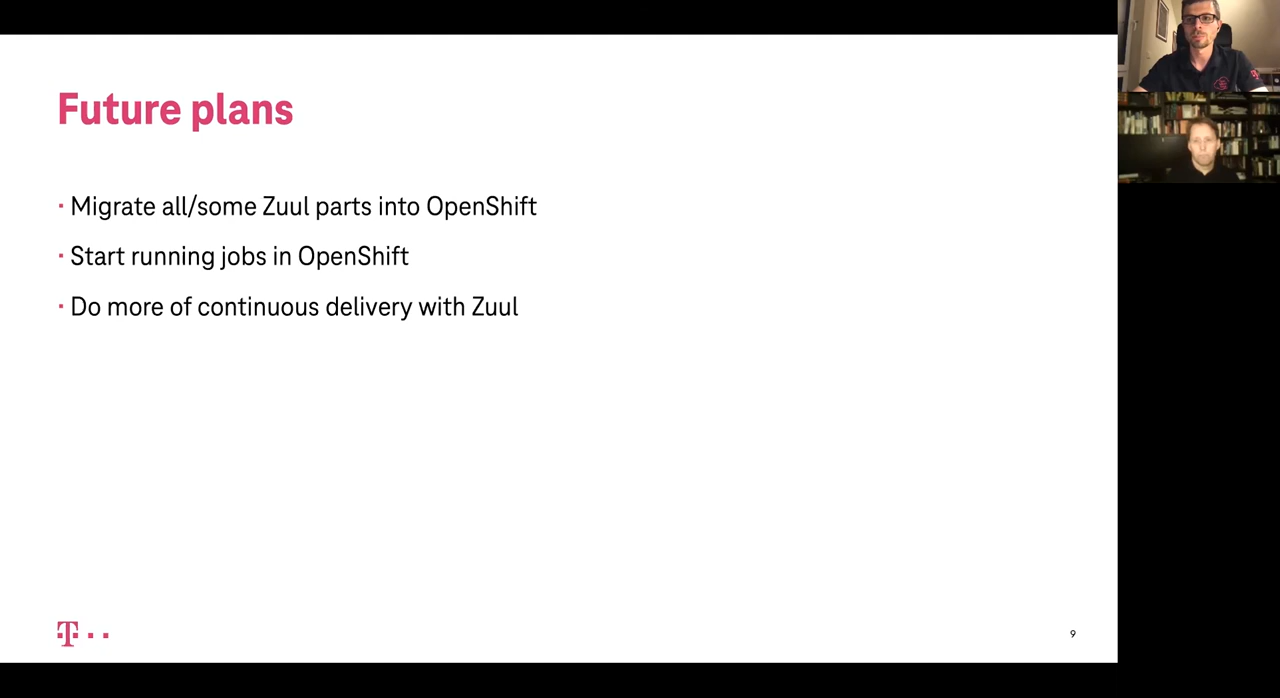 Future plans
Migrate all/some Zuul parts into OpenShift
Start running jobs in OpenShift
Do more of continuous delivery with Zuul
T
9